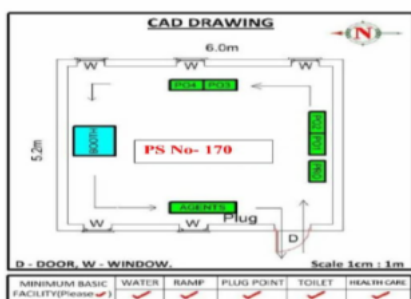 CAD DRAWING
N
6.0m
W W W
PO4 PO3
5.2m
BOOTH
PS No- 170
PO2
PO1
PRO
AGENTS
Plug
W W
D
D - DOOR, W - WINDOW. Scale 1cm : 1m
MINIMUM BASIC FACILITY(Please ✓) WATER RAMP PLUG POINT TOILET HEALTH CARE